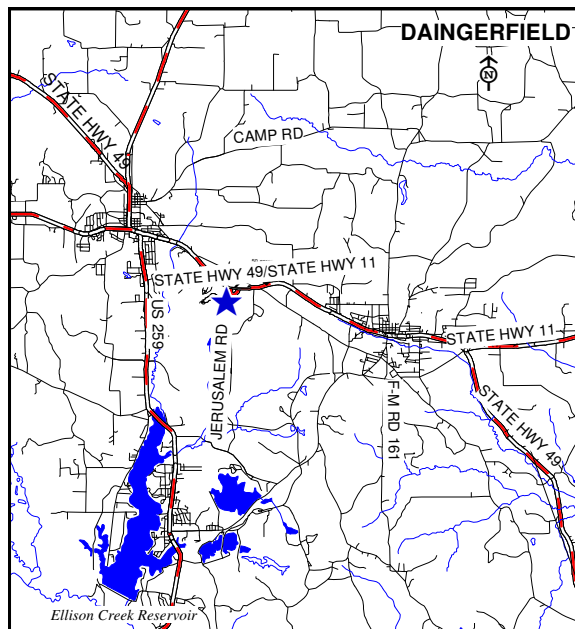 DAINGERFIELD
N
STATE HWY 49
CAMP RD
STATE HWY 49/STATE HWY 11
US 259
JERUSALEM RD
STATE HWY 11
F-M RD 161
STATE HWY 49
Ellison Creek Reservoir